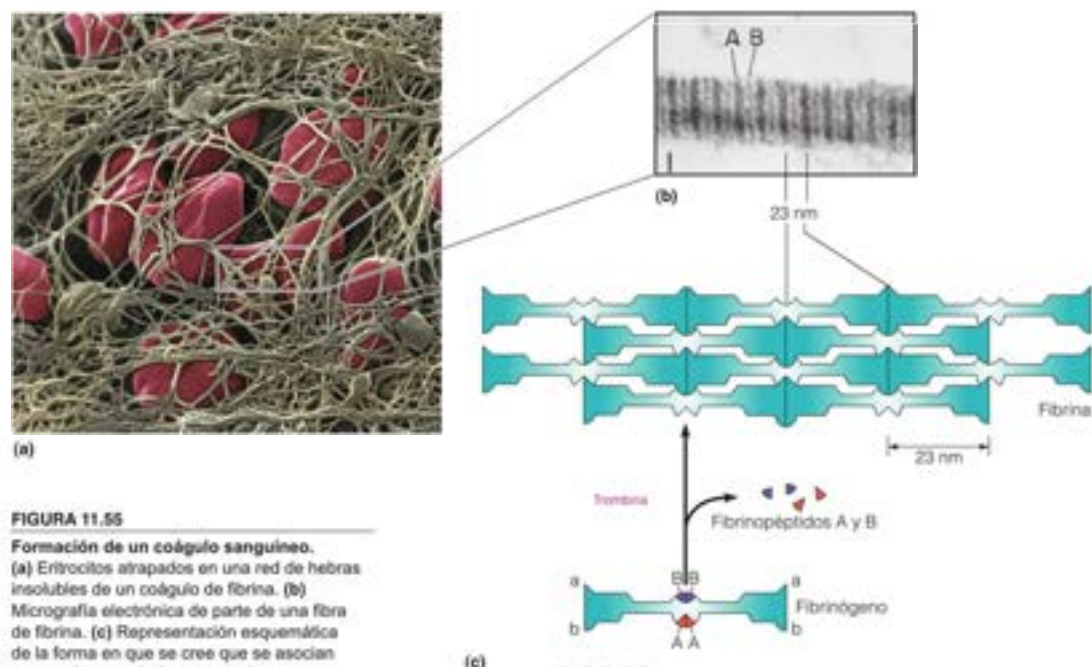 A B
(b)
23 nm
Fibrina
23 nm
(a)
Trombina
Fibrinopéptidos A y B
B B
a a
Fibrinógeno
b b
A A
(c)
FIGURA 11.55
Formación de un coágulo sanguíneo.
(a) Eritrocitos atrapados en una red de hebras
insolubles de un coágulo de fibrina. (b)
Micrografía electrónica de parte de una fibra
de fibrina. (c) Representación esquemática
de la forma en que se cree que se asocian